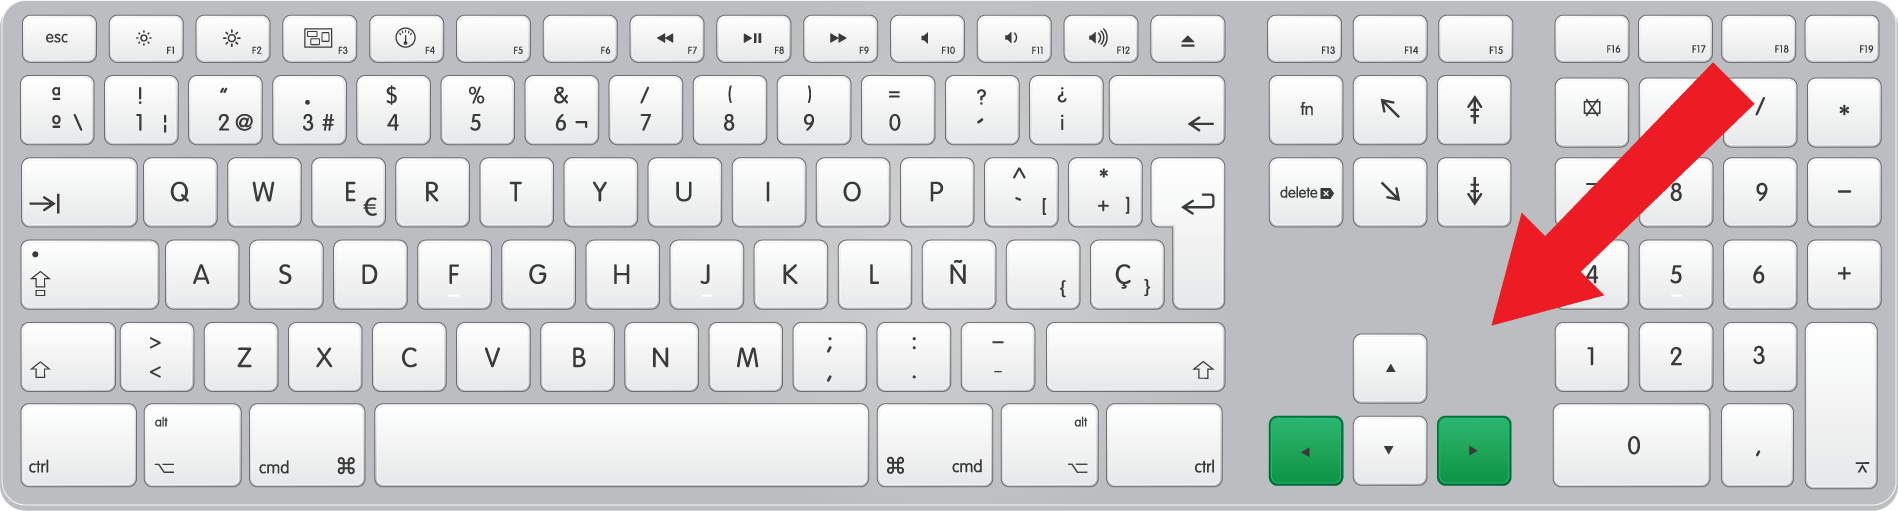 esc F1 F2 F3 F4 F5 F6 F7 F8 F9 F10 F11 F12 F13 F14 F15 F16 F17 F18 F19
ª ! ″ · $ % & / ( ) = ? ¿
º \ 1 ¦ 2 @ 3 # 4 5 6 ¬ 7 8 9 0 ´ ¡ fn / *
Q W E € R T Y U I O P ^ ` [ * + ] delete 8 9 −
A S D F G H J K L Ñ { Ç } 4 5 6 +
> < Z X C V B N M ; , : . – - 1 2 3
ctrl alt ⌥ cmd ⌘ ⌘ cmd alt ⌥ ctrl 0 ,